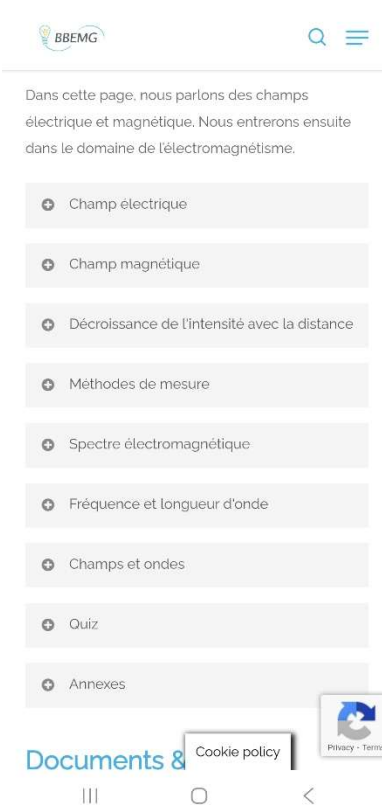 BBEMG
Dans cette page, nous parlons des champs
électrique et magnétique. Nous entrerons ensuite
dans le domaine de l'électromagnétisme.
Champ électrique
Champ magnétique
Décroissance de l'intensité avec la distance
Méthodes de mesure
Spectre électromagnétique
Fréquence et longueur d'onde
Champs et ondes
Quiz
Annexes
Documents &
Cookie policy
Privacy - Terms